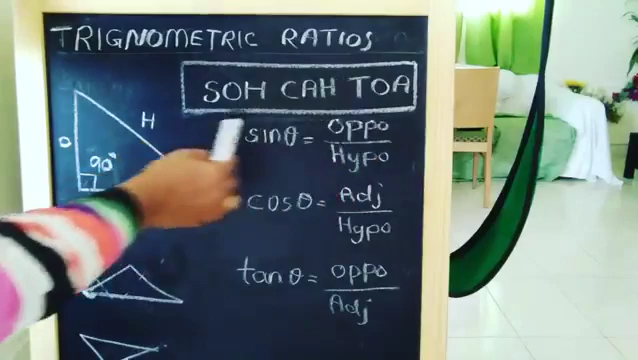 TRIGNOMETRIC RATIOS
SOH CAH TOA
H
O
90°
sinθ = Oppo
Hypo
cosθ = Adj
Hypo
tanθ = Oppo
Adj